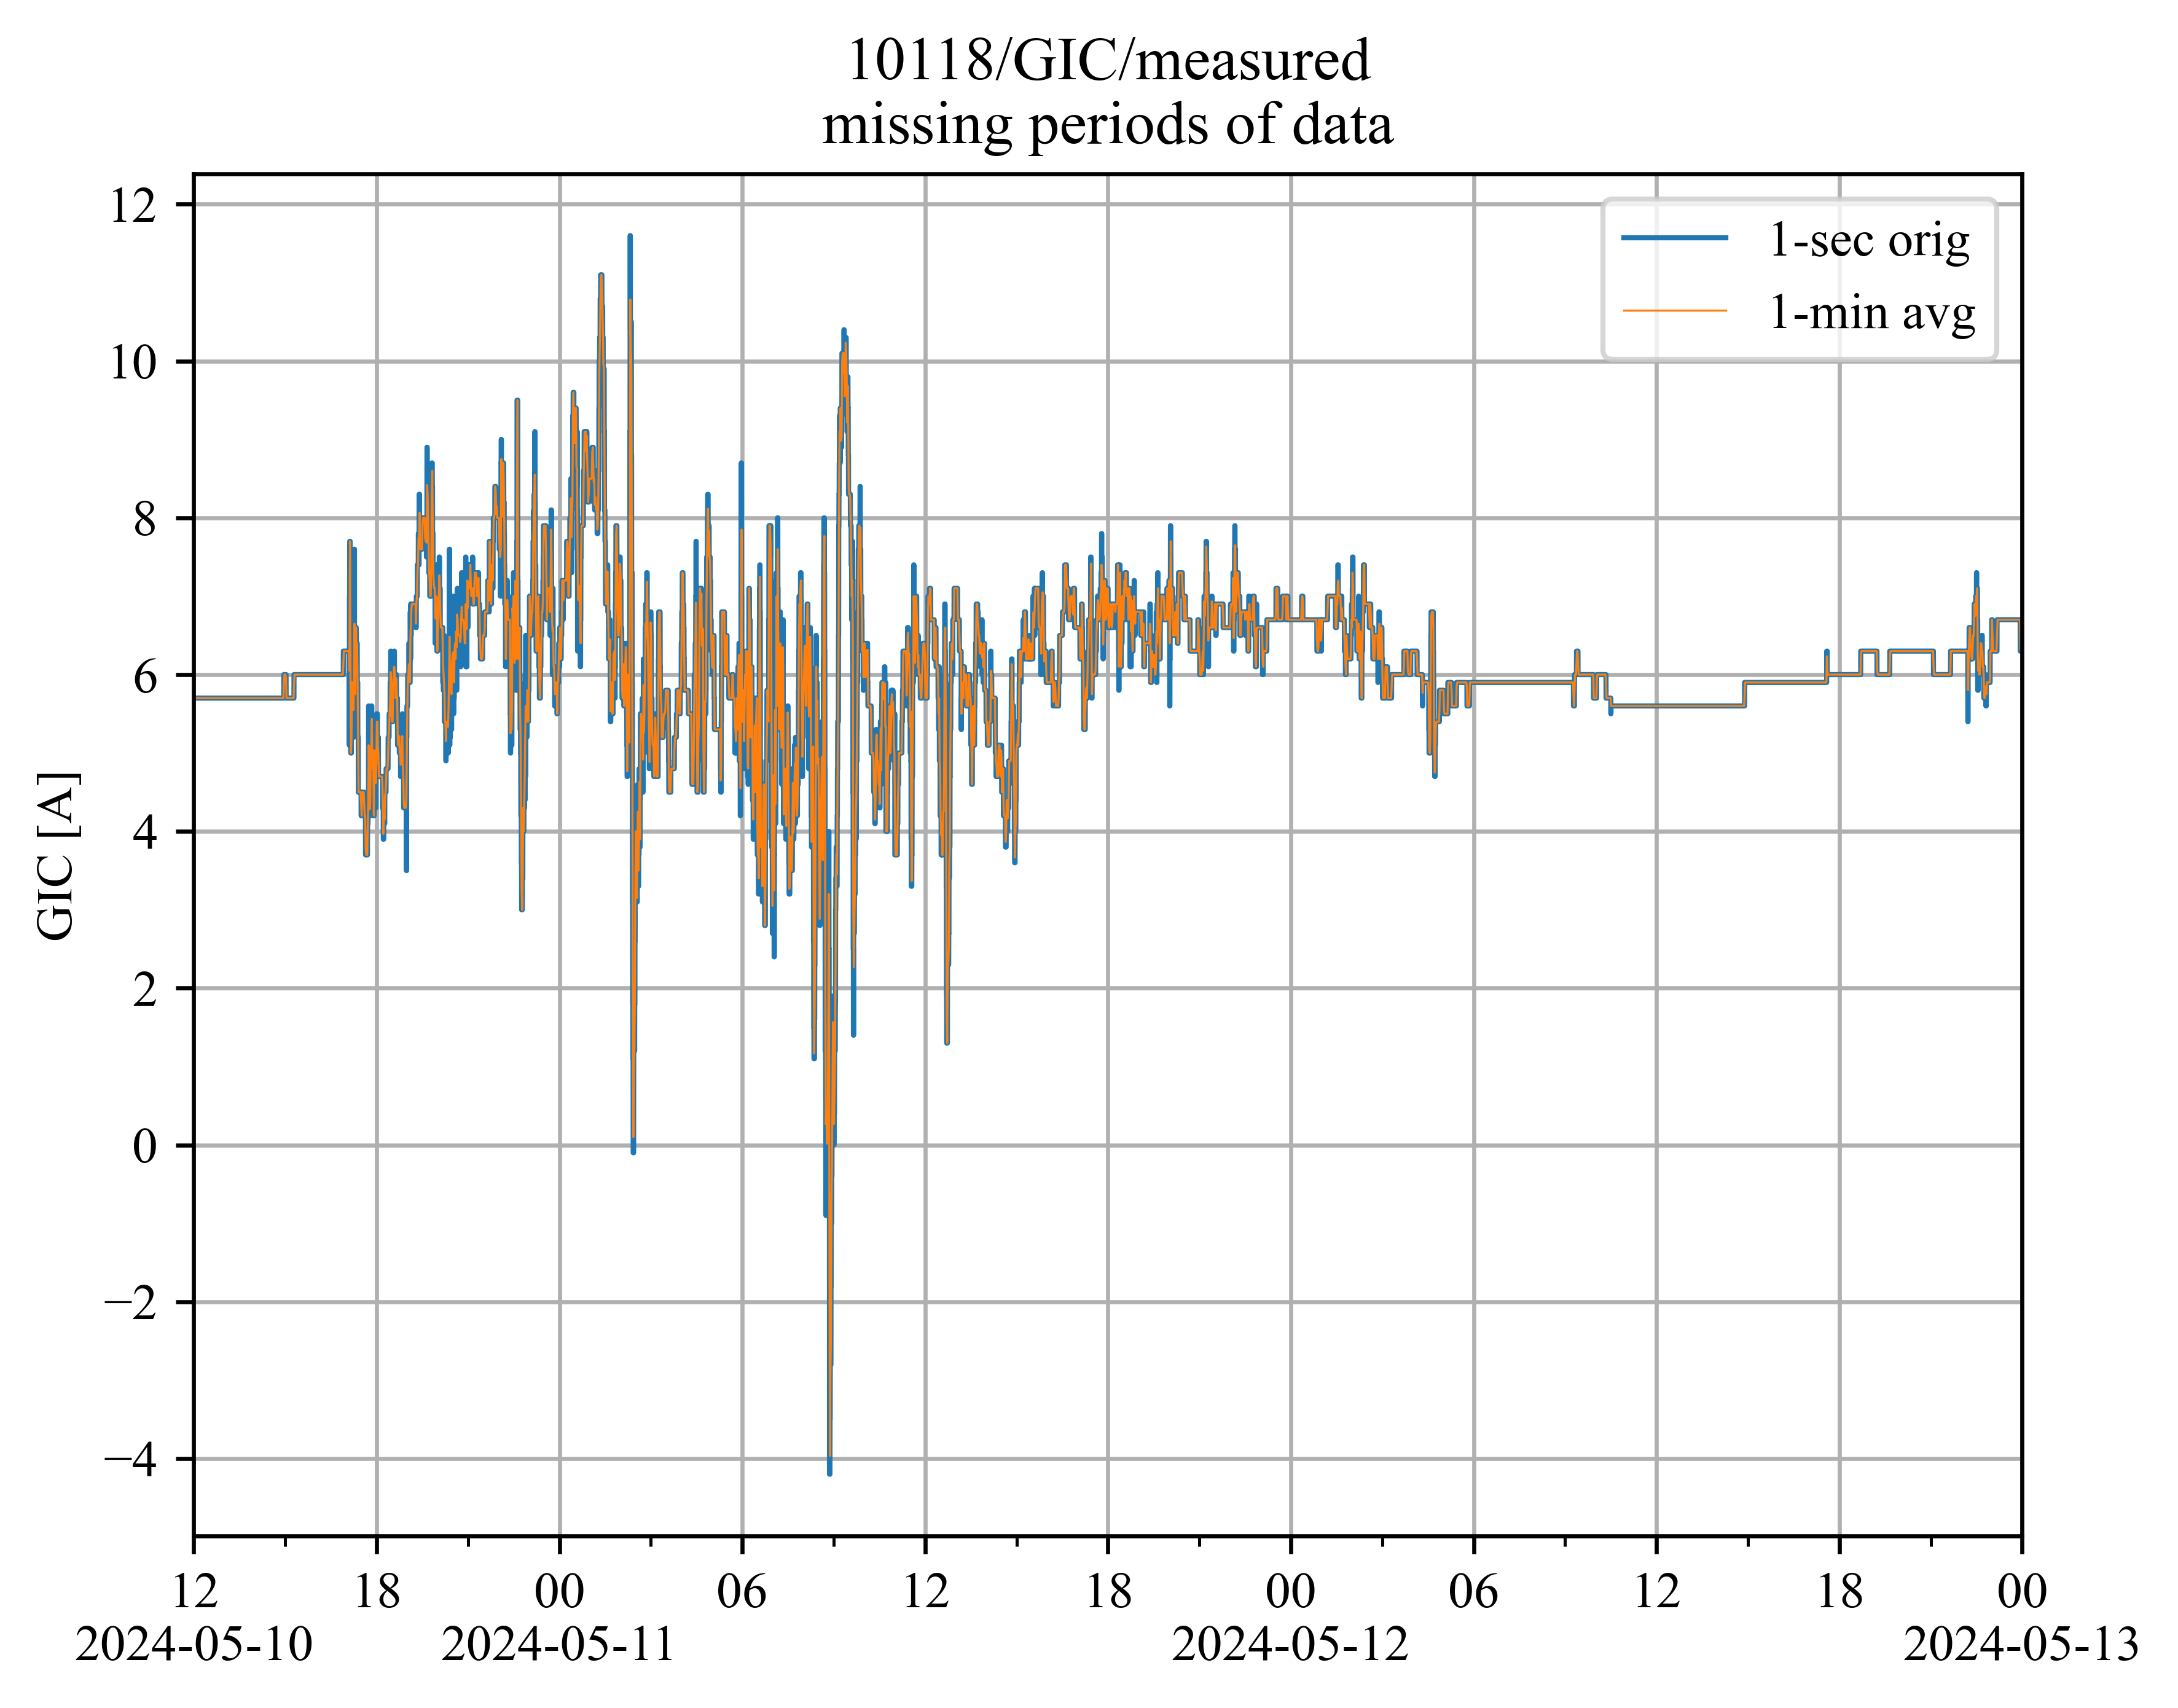 10118/GIC/measured
missing periods of data
1-sec orig
1-min avg
GIC [A]
12
10
8
6
4
2
0
−2
−4
12 18 00 06 12 18 00 06 12 18 00
2024-05-10 2024-05-11 2024-05-12 2024-05-13